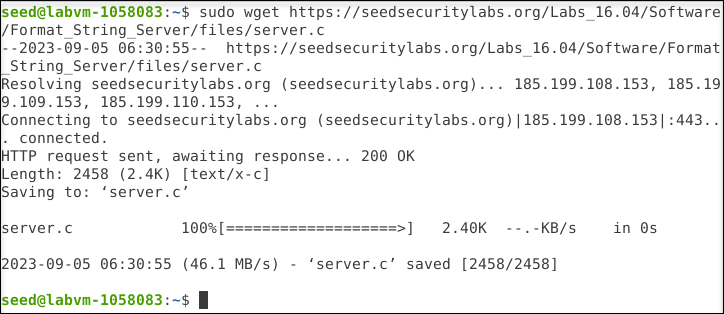 seed@labvm-1058083:~$ sudo wget https://seedsecuritylabs.org/Labs_16.04/Software
/Format_String_Server/files/server.c
--2023-09-05 06:30:55--  https://seedsecuritylabs.org/Labs_16.04/Software/Format
_String_Server/files/server.c
Resolving seedsecuritylabs.org (seedsecuritylabs.org)... 185.199.108.153, 185.19
9.109.153, 185.199.110.153, ...
Connecting to seedsecuritylabs.org (seedsecuritylabs.org)|185.199.108.153|:443..
. connected.
HTTP request sent, awaiting response... 200 OK
Length: 2458 (2.4K) [text/x-c]
Saving to: ‘server.c’
server.c            100%[===================>]   2.40K  --.-KB/s    in 0s
2023-09-05 06:30:55 (46.1 MB/s) - ‘server.c’ saved [2458/2458]
seed@labvm-1058083:~$